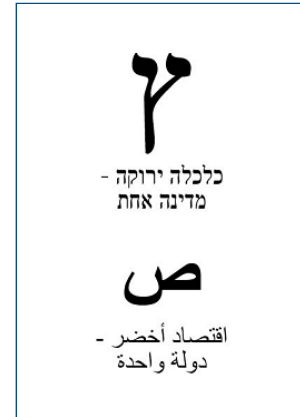 ץ
כלכלה ירוקה -
מדינה אחת
ص
اقتصاد أخضر -
دولة واحدة